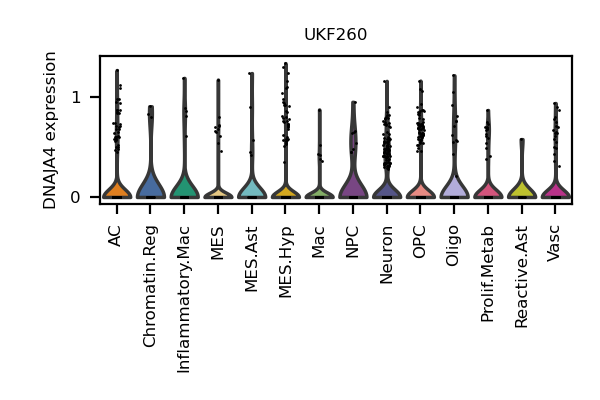 UKF260
DNAJA4 expression
1
0
AC
Chromatin.Reg
Inflammatory.Mac
MES
MES.Ast
MES.Hyp
Mac
NPC
Neuron
OPC
Oligo
Prolif.Metab
Reactive.Ast
Vasc